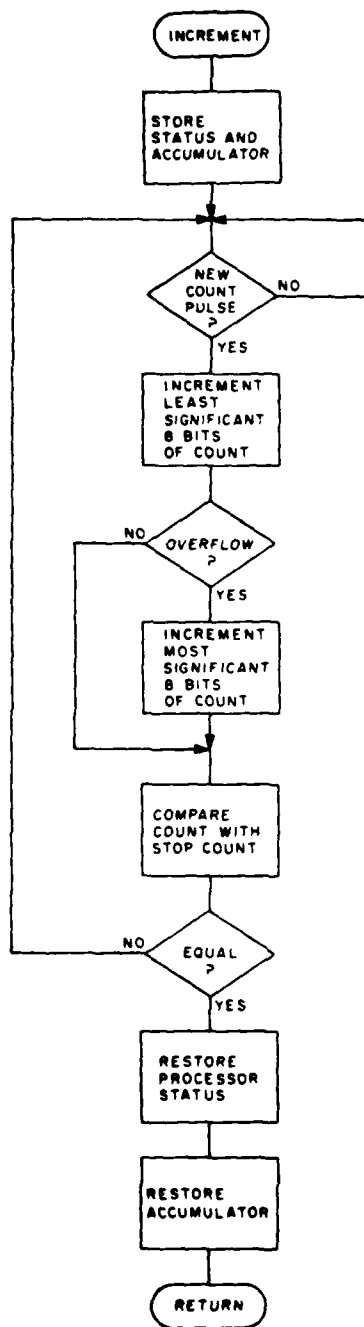 INCREMENT
STORE
STATUS AND
ACCUMULATOR
NEW
COUNT
PULSE
?
NO
YES
INCREMENT
LEAST
SIGNIFICANT
8 BITS
OF COUNT
NO
OVERFLOW
?
YES
INCREMENT
MOST
SIGNIFICANT
8 BITS
OF COUNT
COMPARE
COUNT WITH
STOP COUNT
NO
EQUAL
?
YES
RESTORE
PROCESSOR
STATUS
RESTORE
ACCUMULATOR
RETURN